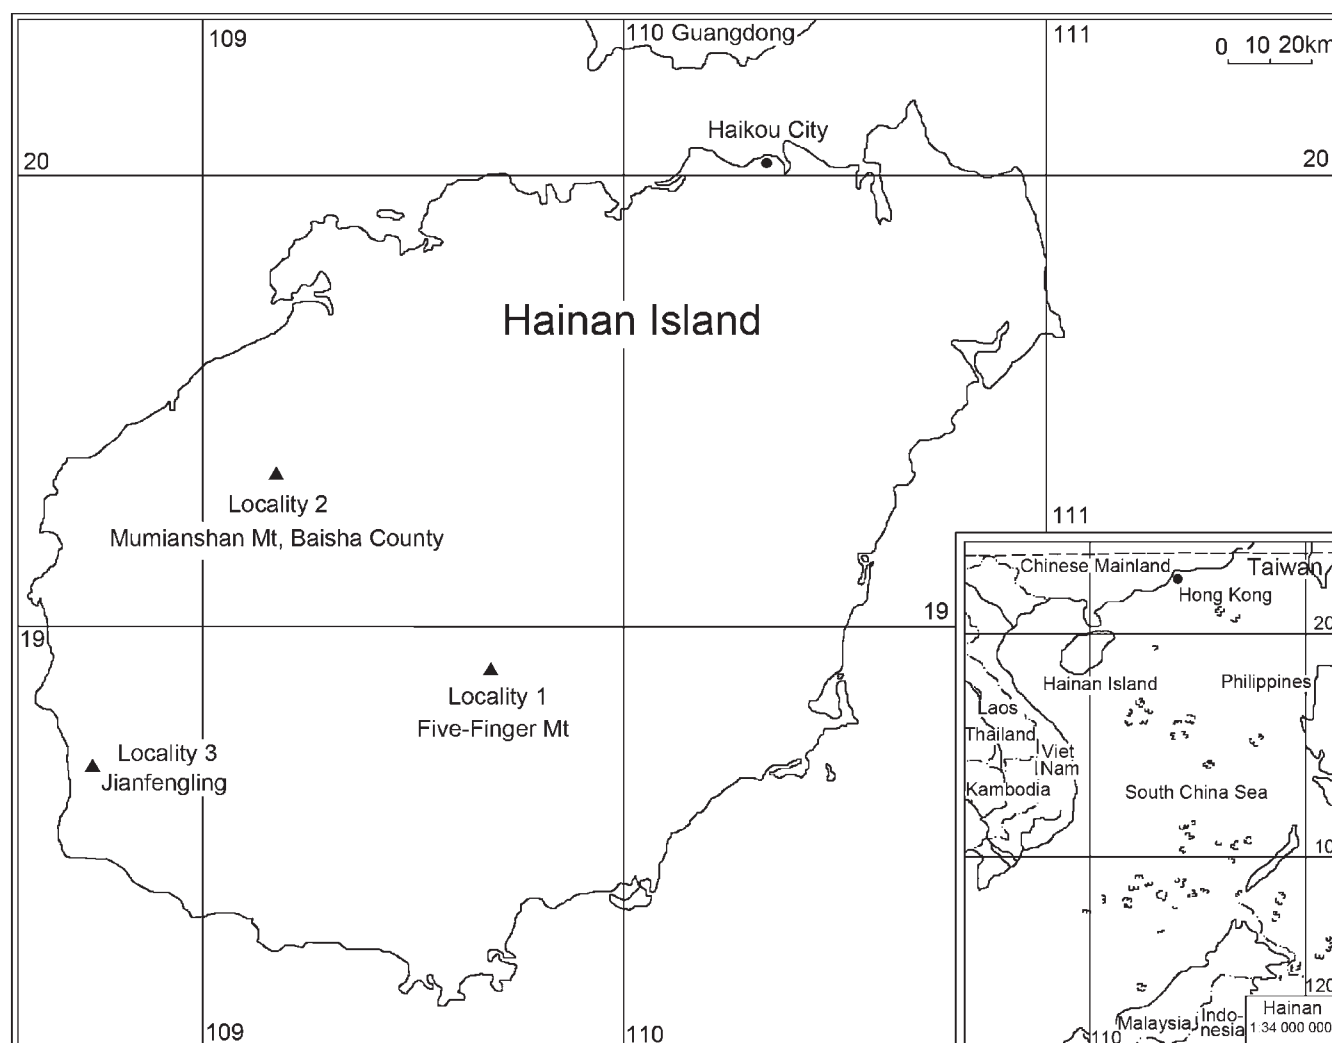 109
110 Guangdong
111
0 10 20km
Haikou City
20
20
Hainan Island
Locality 2
Mumianshan Mt, Baisha County
111
19
19
Locality 1
Five-Finger Mt
Locality 3
Jianfengling
109
110
Chinese Mainland
Taiwan
Hong Kong
20
Hainan Island
Philippines
Laos
Thailand
Viet
Nam
Kambodia
South China Sea
10
120
Malaysia
Indo-
nesia
110
Hainan
1:34 000 000